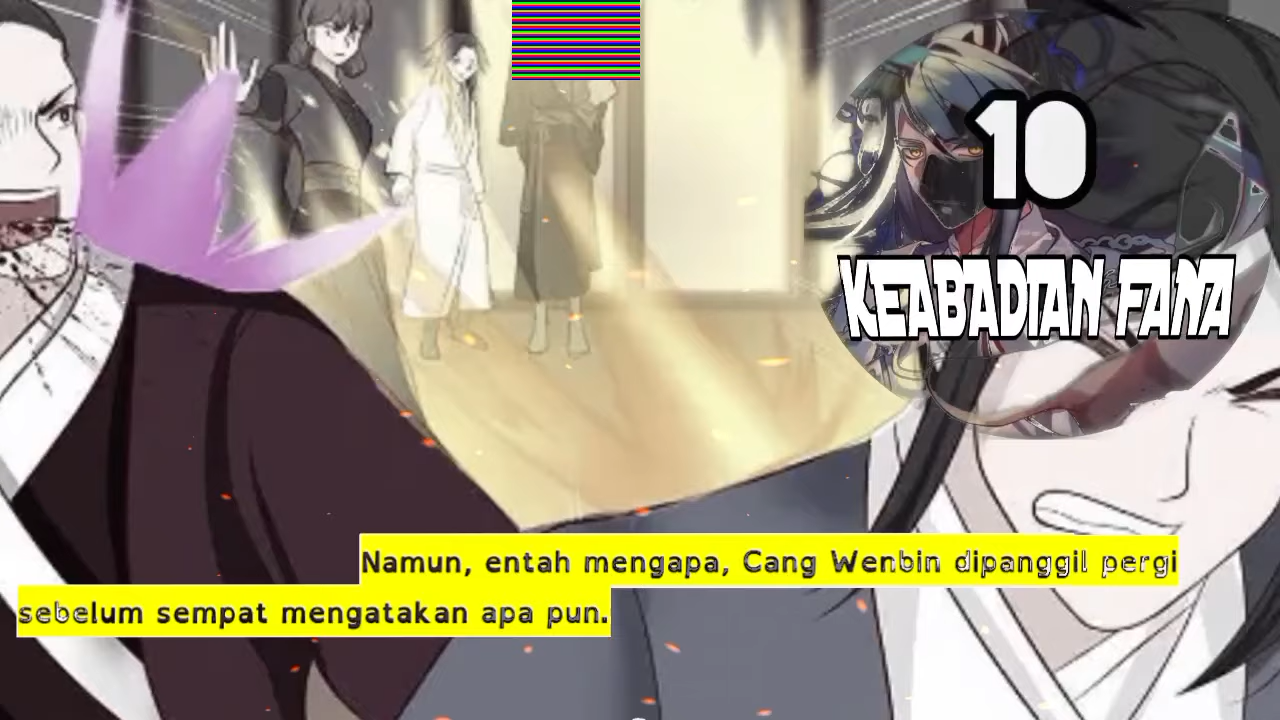 10
KEABADIAN FANA
Namun, entah mengapa, Cang Wenbin dipanggil pergi
sebelum sempat mengatakan apa pun.